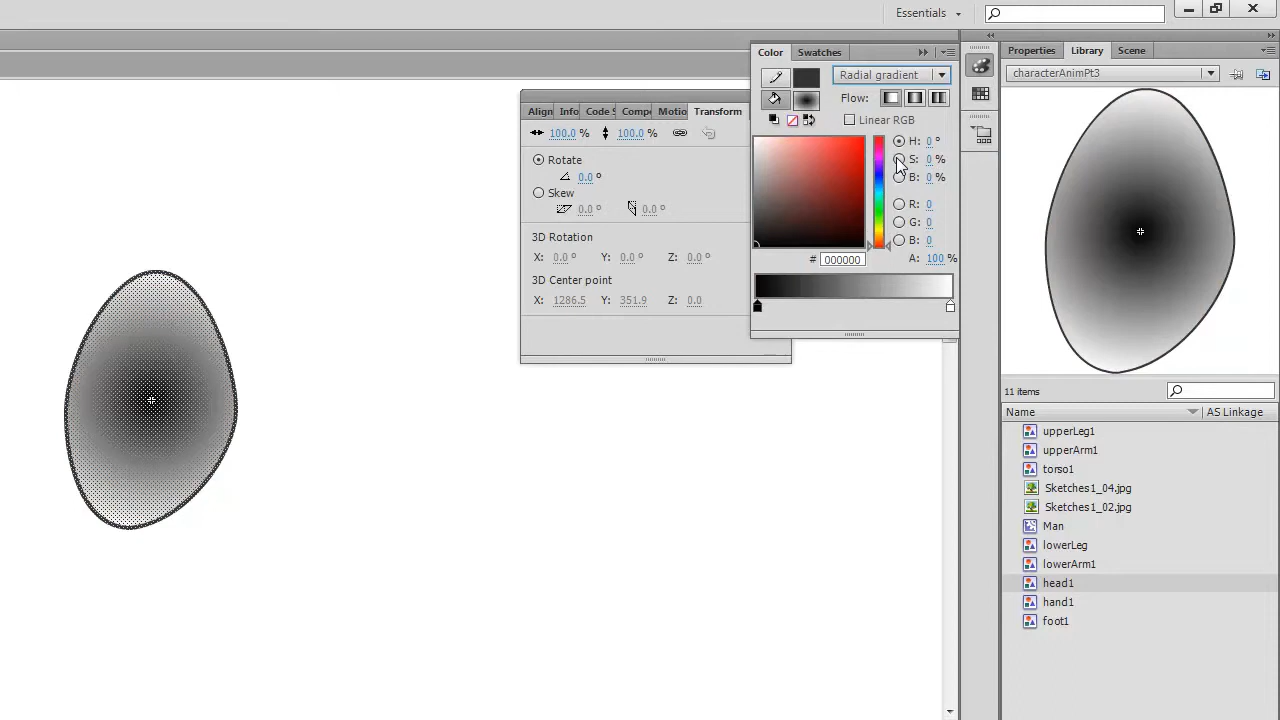 Essentials
Color Swatches
Radial gradient
Flow:
Linear RGB
H: 0 °
S: 0 %
B: 0 %
R: 0
G: 0
B: 0
# 000000 A: 100 %
Align Info Code S Comp Motio Transform
100.0 % 100.0 %
Rotate
0.0 °
Skew
0.0 ° 0.0 °
3D Rotation
X: 0.0 ° Y: 0.0 ° Z: 0.0 °
3D Center point
X: 1286.5 Y: 351.9 Z: 0.0
Properties Library Scene
characterAnimPt3
11 items
Name AS Linkage
upperLeg1
upperArm1
torso1
Sketches1_04.jpg
Sketches1_02.jpg
Man
lowerLeg
lowerArm1
head1
hand1
foot1